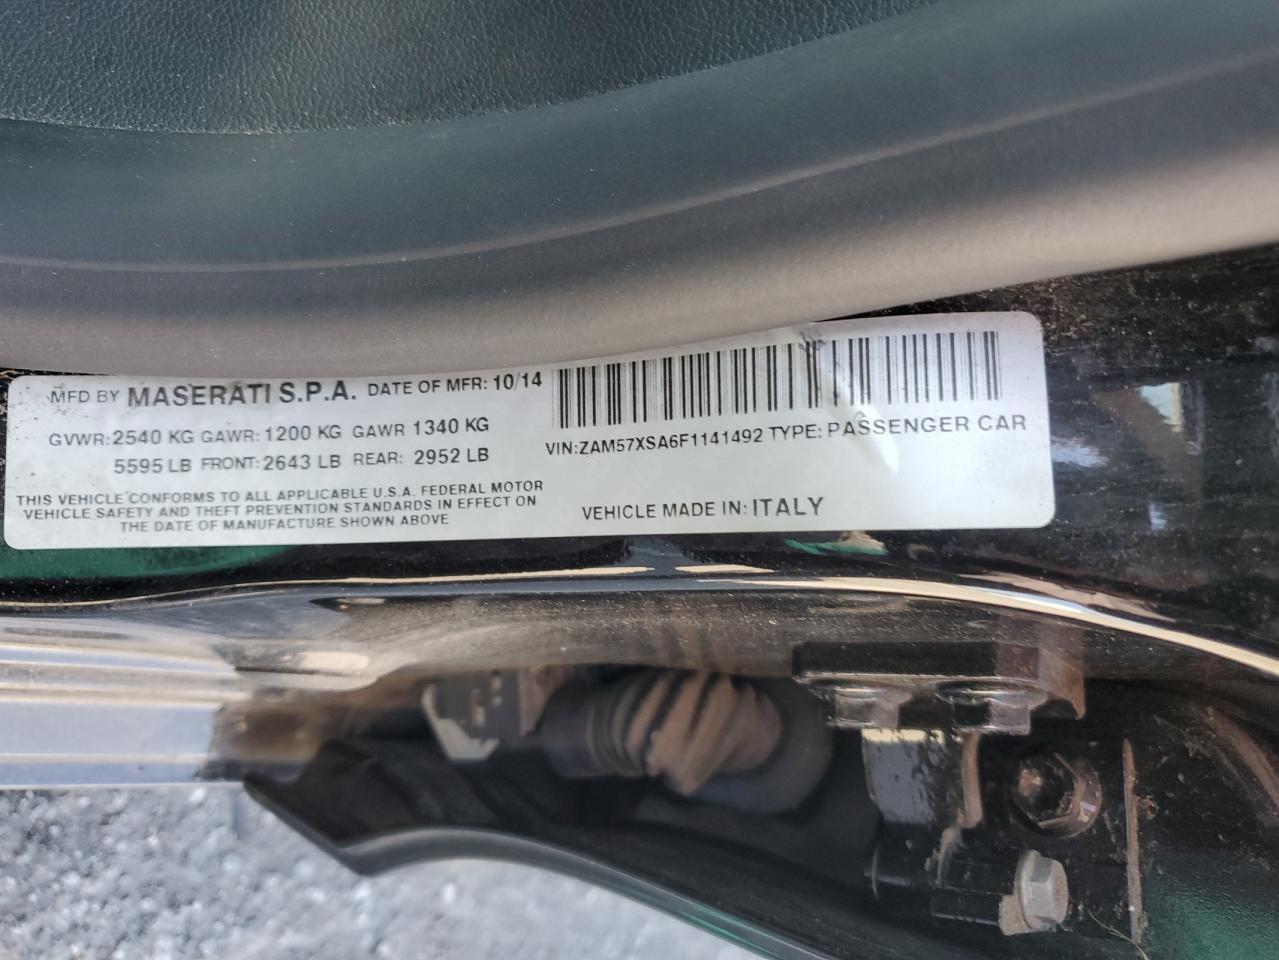 MFD BY MASERATI S.P.A. DATE OF MFR: 10/14
GVWR: 2540 KG GAWR: 1200 KG GAWR 1340 KG
5595 LB FRONT: 2643 LB REAR: 2952 LB
THIS VEHICLE CONFORMS TO ALL APPLICABLE U.S.A. FEDERAL MOTOR
VEHICLE SAFETY AND THEFT PREVENTION STANDARDS IN EFFECT ON
THE DATE OF MANUFACTURE SHOWN ABOVE
VIN:ZAM57XSA6F1141492 TYPE: PASSENGER CAR
VEHICLE MADE IN: ITALY